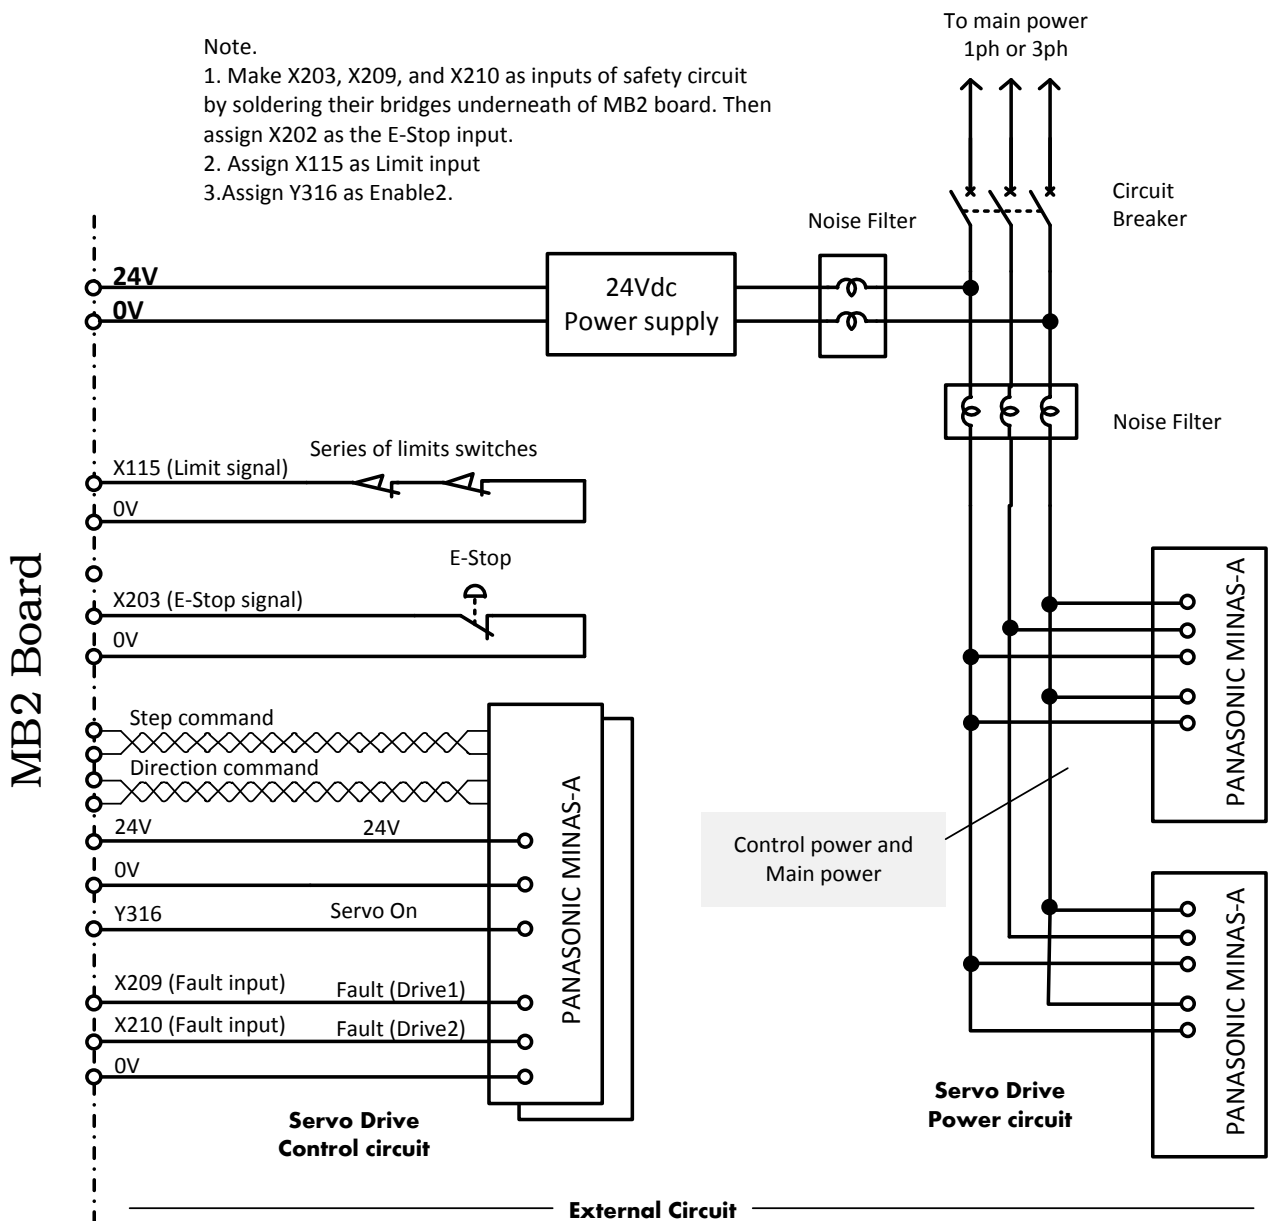 To main power
1ph or 3ph
Note.
1. Make X203, X209, and X210 as inputs of safety circuit
by soldering their bridges underneath of MB2 board. Then
assign X202 as the E-Stop input.
2. Assign X115 as Limit input
3.Assign Y316 as Enable2.
Circuit
Breaker
Noise Filter
24V
0V
24Vdc
Power supply
Noise Filter
Series of limits switches
X115 (Limit signal)
0V
E-Stop
X203 (E-Stop signal)
0V
MB2 Board
Step command
Direction command
24V
24V
0V
Y316
Servo On
X209 (Fault input)
Fault (Drive1)
X210 (Fault input)
Fault (Drive2)
0V
PANASONIC MINAS-A
Servo Drive
Control circuit
PANASONIC MINAS-A
Control power and
Main power
PANASONIC MINAS-A
Servo Drive
Power circuit
External Circuit